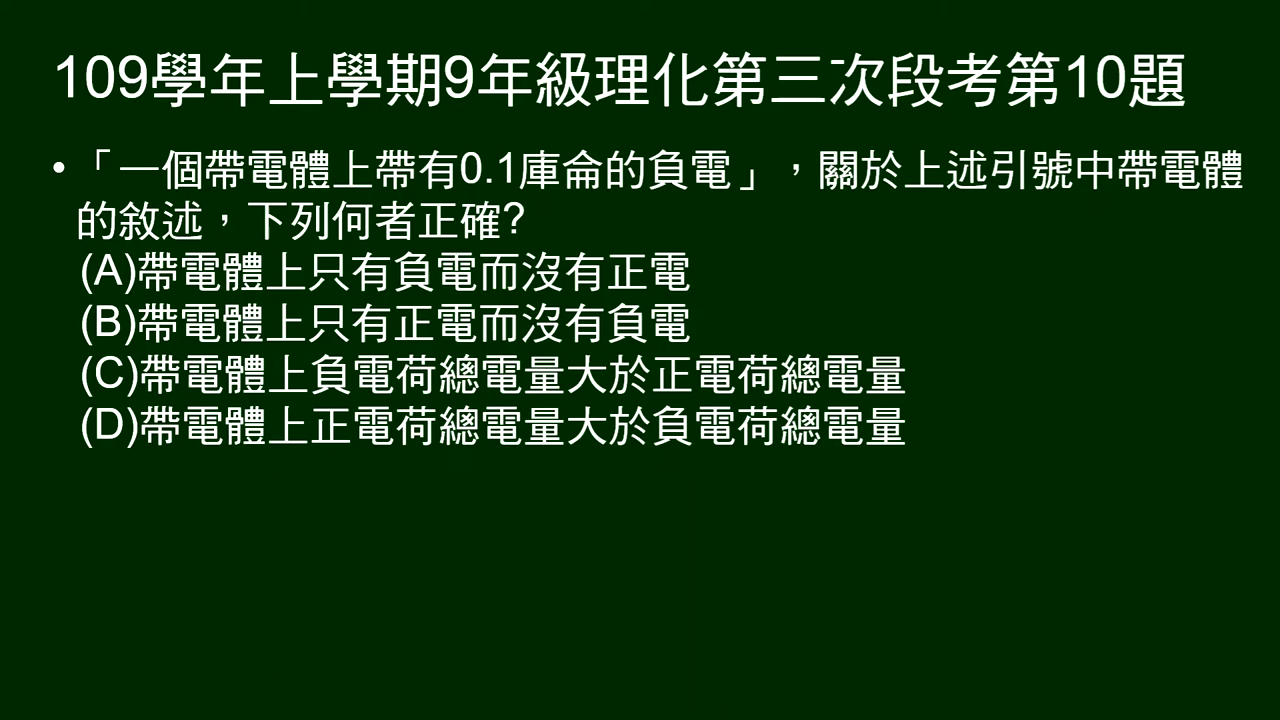 109學年上學期9年級理化第三次段考第10題
•「一個帶電體上帶有0.1庫侖的負電」，關於上述引號中帶電體
的敘述，下列何者正確?
(A)帶電體上只有負電而沒有正電
(B)帶電體上只有正電而沒有負電
(C)帶電體上負電荷總電量大於正電荷總電量
(D)帶電體上正電荷總電量大於負電荷總電量